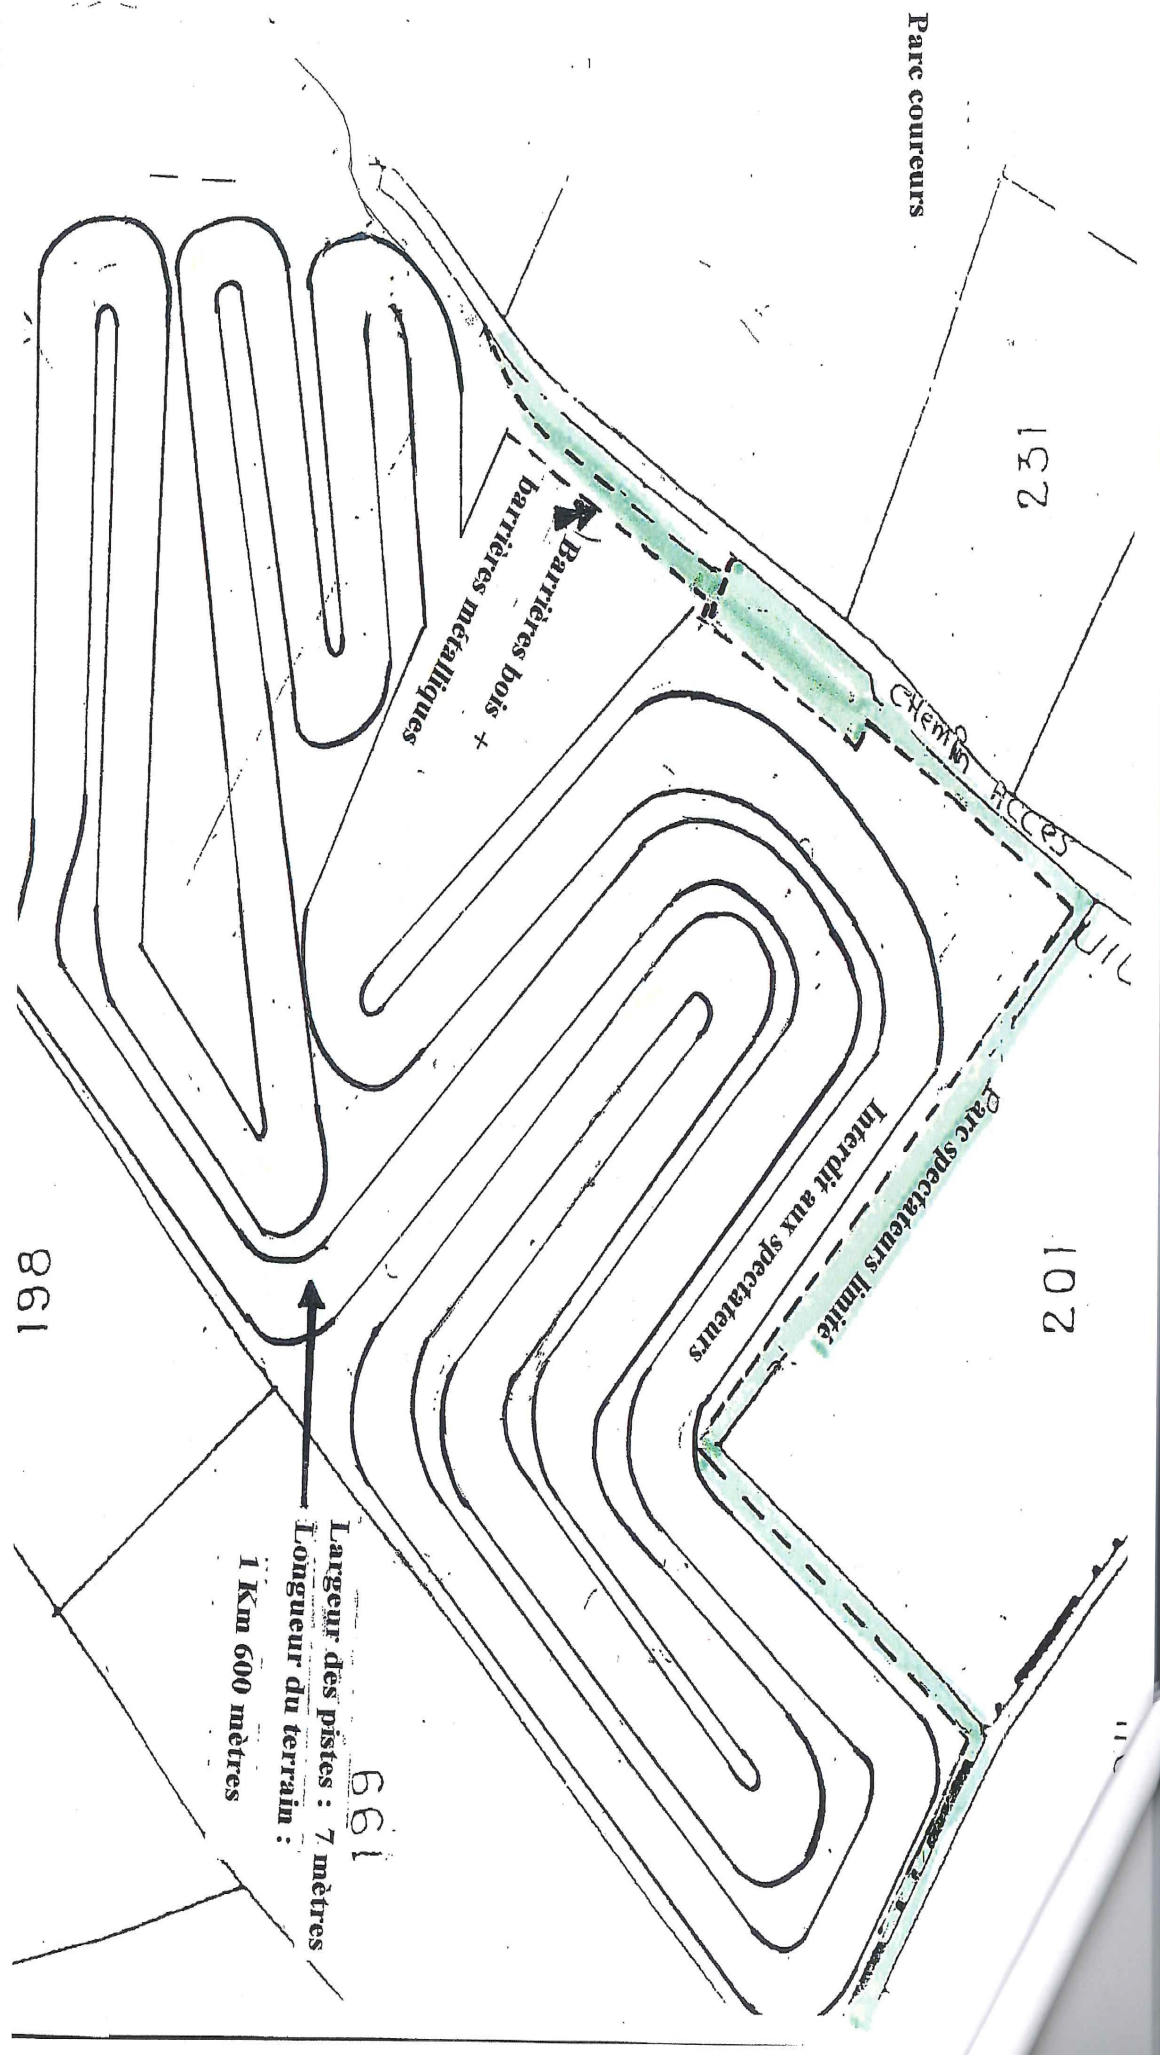 Parc coureurs
231
CHemin Acces
Barrières bois
+
barrières métalliques
201
Parc spectateurs limité
Interdit aux spectateurs
199
Largeur des pistes : 7 mètres
Longueur du terrain :
1 Km 600 mètres
198